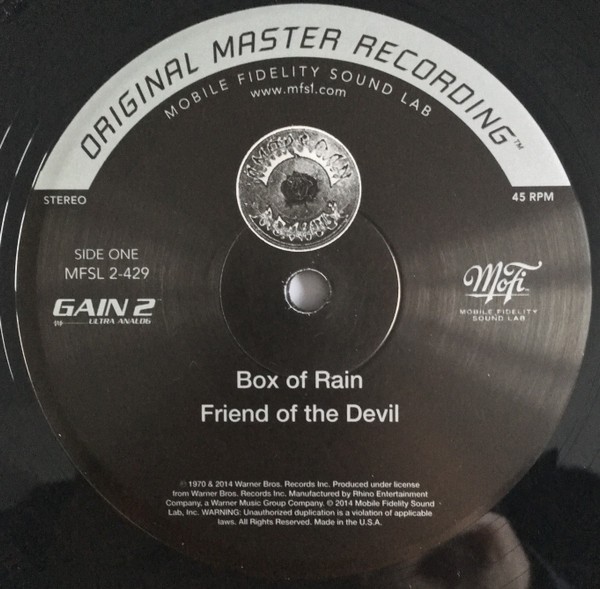 ORIGINAL MASTER RECORDING™
MOBILE FIDELITY SOUND LAB
www.mfsl.com
AMERICAN
BEAUTY
STEREO
45 RPM
SIDE ONE
MFSL 2-429
GAIN 2™
ULTRA ANALOG
MoFi
MOBILE FIDELITY
SOUND LAB
Box of Rain
Friend of the Devil
℗ 1970 & 2014 Warner Bros. Records Inc. Produced under license
from Warner Bros. Records Inc. Manufactured by Rhino Entertainment
Company, a Warner Music Group Company. © 2014 Mobile Fidelity Sound
Lab, Inc. WARNING: Unauthorized duplication is a violation of applicable
laws. All Rights Reserved. Made in the U.S.A.